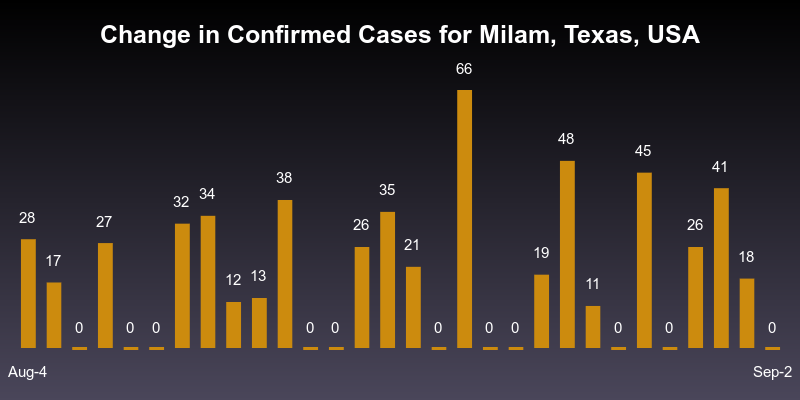 Change in Confirmed Cases for Milam, Texas, USA
28 17 0 27 0 0 32 34 12 13 38 0 0 26 35 21 0 66 0 0 19 48 11 0 45 0 26 41 18 0
Aug-4 Sep-2